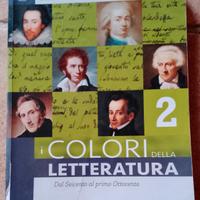 2
i COLORI DELLA
LETTERATURA
Dal Seicento al primo Ottocento